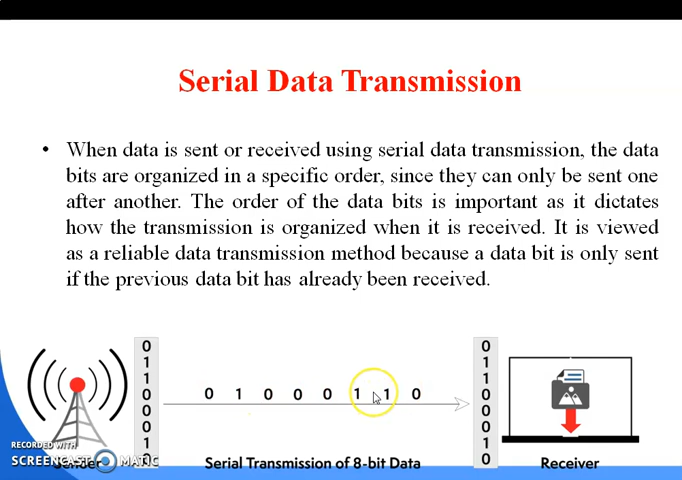 Serial Data Transmission
• When data is sent or received using serial data transmission, the data
bits are organized in a specific order, since they can only be sent one
after another. The order of the data bits is important as it dictates
how the transmission is organized when it is received. It is viewed
as a reliable data transmission method because a data bit is only sent
if the previous data bit has already been received.
0
1
1
0
0
0
1
0
0 1 0 0 0 1 1 0
0
1
1
0
0
0
1
0
RECORDED WITH
SCREENCAST MATIC
Serial Transmission of 8-bit Data
Receiver